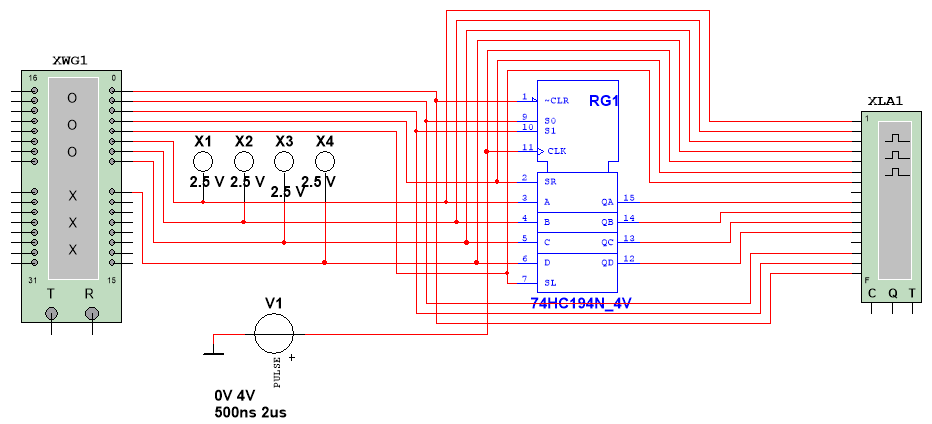 XWG1
16 0
O
O
O
X
X
X
31 15
T R
X1 X2 X3 X4
2.5 V 2.5 V 2.5 V 2.5 V
V1
PULSE
+
0V 4V
500ns 2us
RG1
1 ~CLR
9 S0
10 S1
11 CLK
2 SR
3 A QA 15
4 B QB 14
5 C QC 13
6 D QD 12
7 SL
74HC194N_4V
XLA1
1
F
C Q T